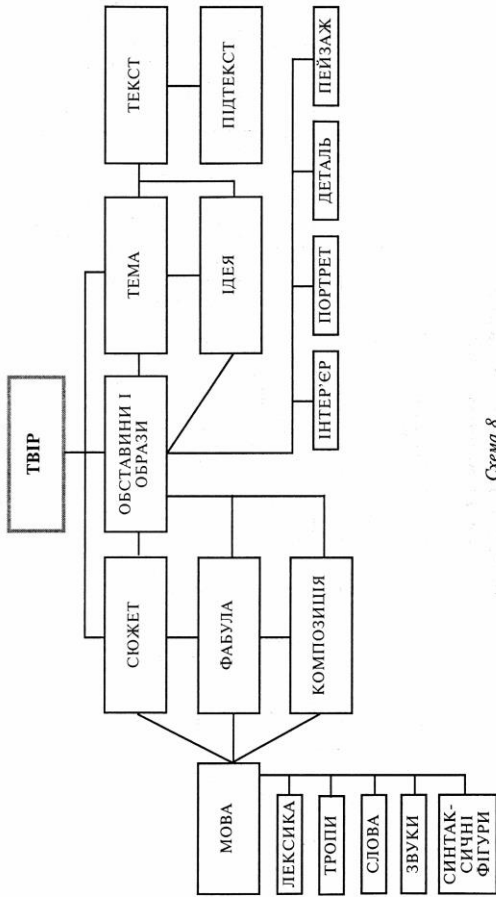 ТВІР
МОВА
СЮЖЕТ
ОБСТАВИНИ І
ОБРАЗИ
ТЕМА
ТЕКСТ
ФАБУЛА
ІДЕЯ
ПІДТЕКСТ
КОМПОЗИЦІЯ
ЛЕКСИКА
ТРОПИ
СЛОВА
ЗВУКИ
СИНТАК-
СИЧНІ
ФІГУРИ
ІНТЕР'ЄР
ПОРТРЕТ
ДЕТАЛЬ
ПЕЙЗАЖ
Схема 8